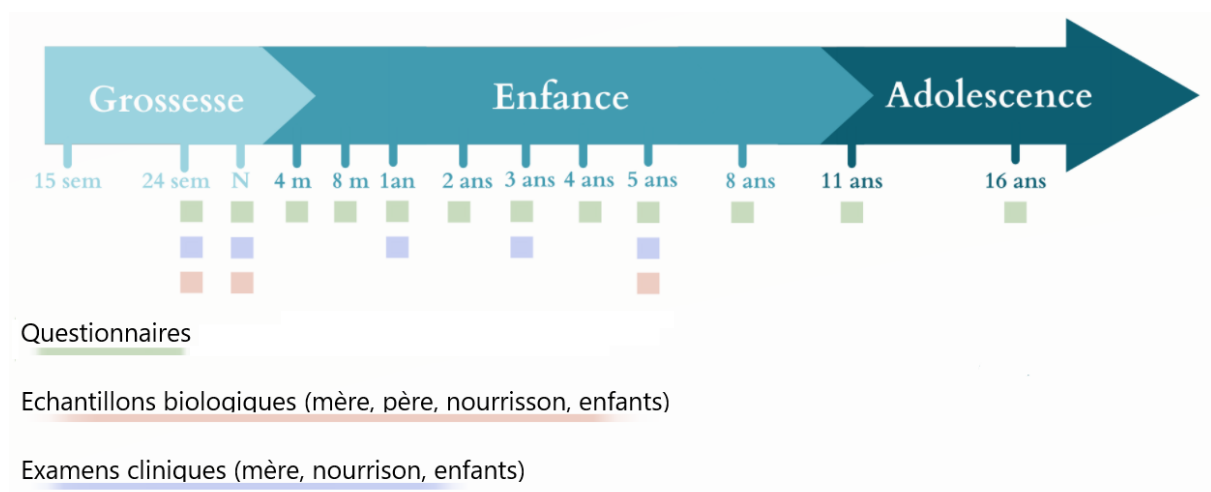 Grossesse Enfance Adolescence
15 sem 24 sem N 4 m 8 m 1an 2 ans 3 ans 4 ans 5 ans 8 ans 11 ans 16 ans
Questionnaires
Echantillons biologiques (mère, père, nourrisson, enfants)
Examens cliniques (mère, nourrison, enfants)